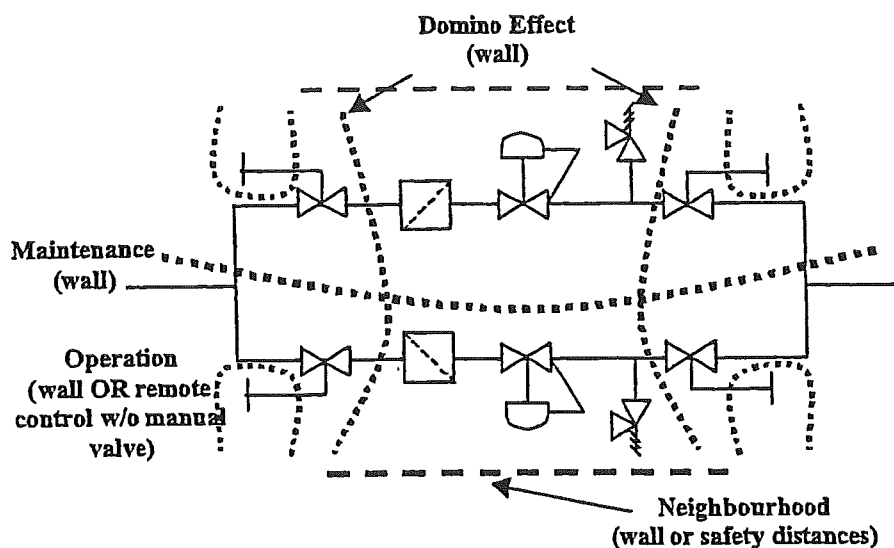 Domino Effect
(wall)
Maintenance
(wall)
Operation
(wall OR remote
control w/o manual
valve)
Neighbourhood
(wall or safety distances)